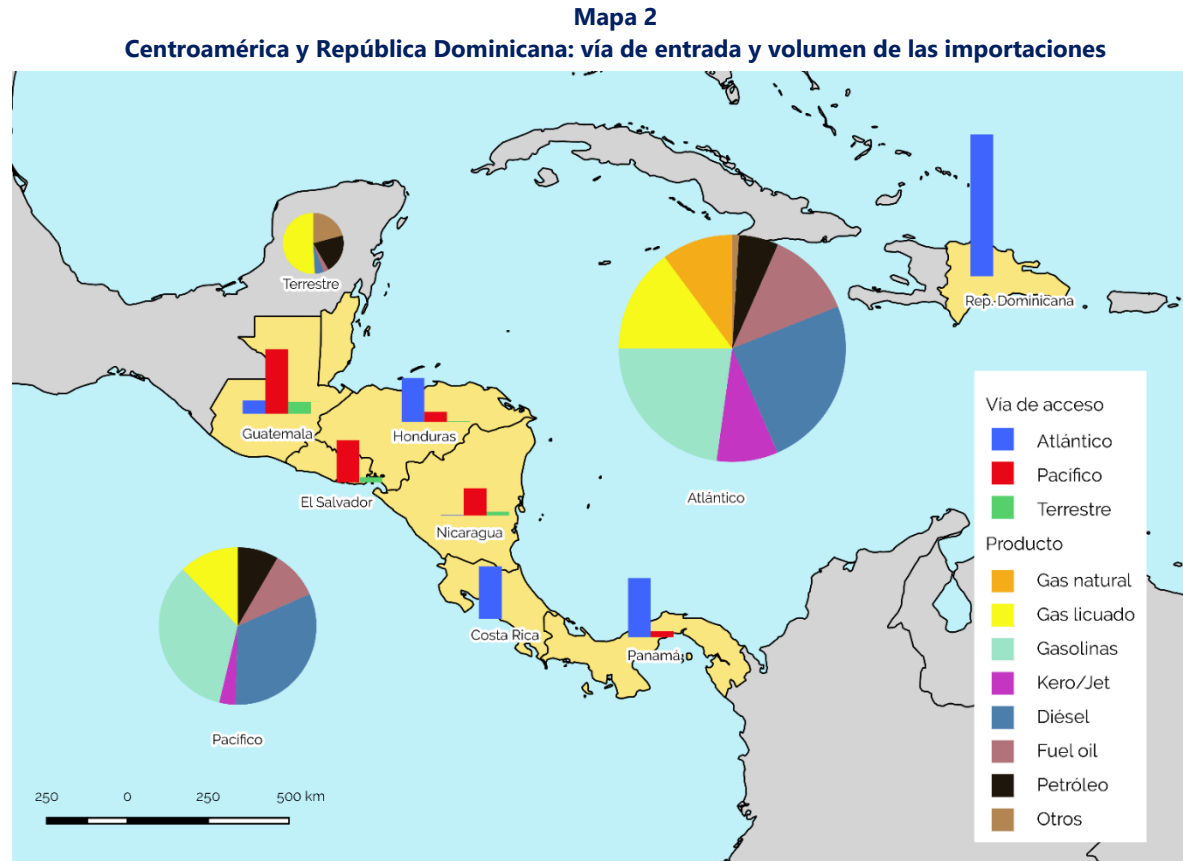 Mapa 2
Centroamérica y República Dominicana: vía de entrada y volumen de las importaciones
Terrestre
Rep. Dominicana
Guatemala
Honduras
El Salvador
Nicaragua
Atlántico
Costa Rica
Panamá
Pacífico
250 0 250 500 km
Vía de acceso
Atlántico
Pacífico
Terrestre
Producto
Gas natural
Gas licuado
Gasolinas
Kero/Jet
Diésel
Fuel oil
Petróleo
Otros